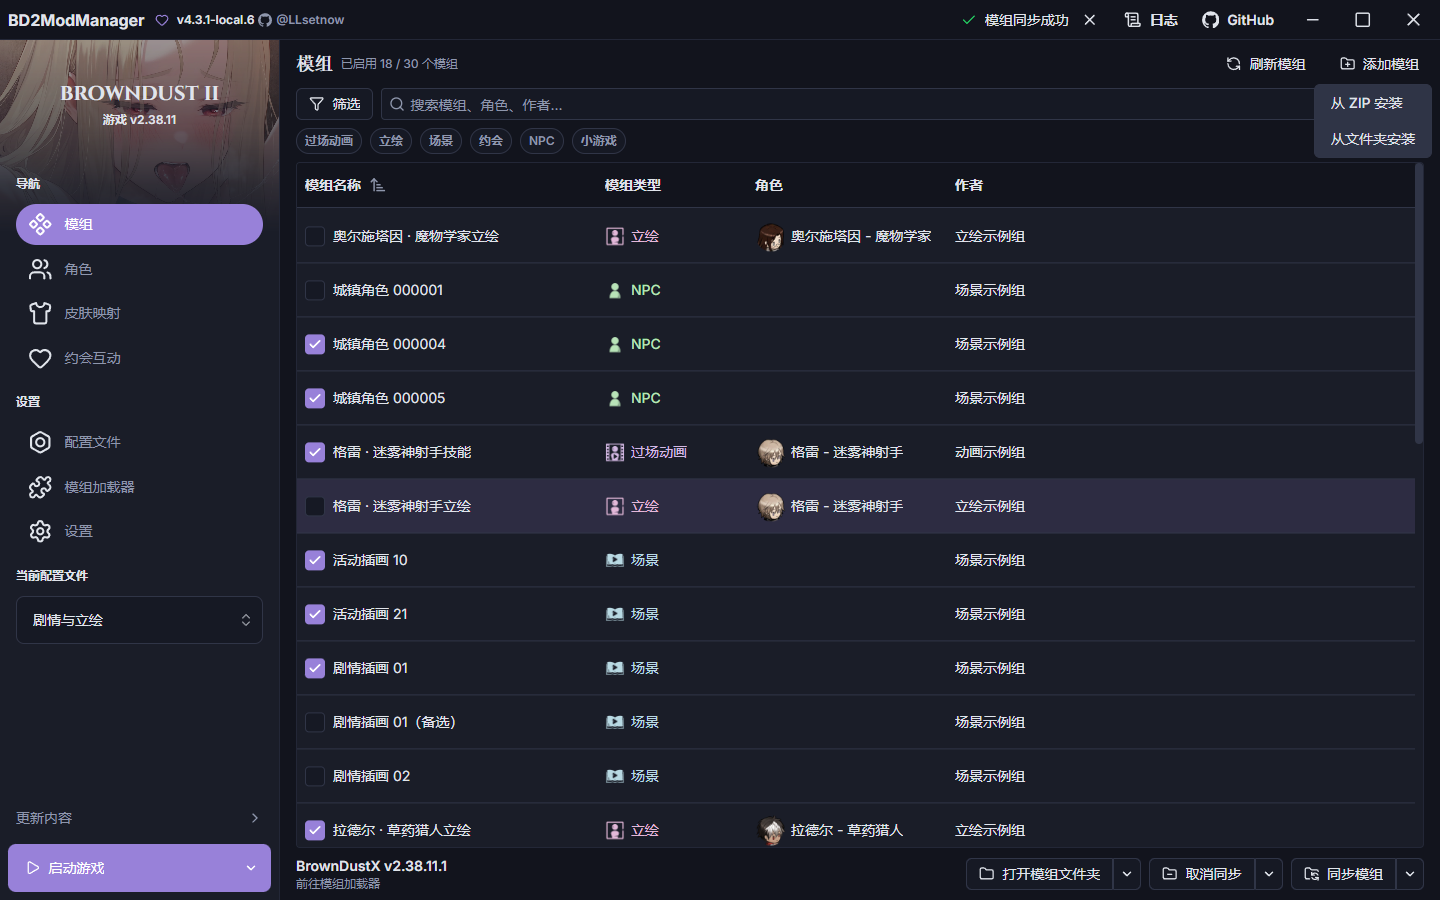 BD2ModManager v4.3.1-local.6 @LLsetnow
模组同步成功 日志 GitHub
BROWNDUST II
游戏 v2.38.11
导航
模组
角色
皮肤映射
约会互动
设置
配置文件
模组加载器
设置
当前配置文件
剧情与立绘
更新内容
启动游戏
模组 已启用 18 / 30 个模组
刷新模组 添加模组
筛选 搜索模组、角色、作者...
从 ZIP 安装
从文件夹安装
过场动画 立绘 场景 约会 NPC 小游戏
模组名称 模组类型 角色 作者
奥尔施塔因 · 魔物学家立绘 立绘 奥尔施塔因 - 魔物学家 立绘示例组
城镇角色 000001 NPC 场景示例组
城镇角色 000004 NPC 场景示例组
城镇角色 000005 NPC 场景示例组
格雷 · 迷雾神射手技能 过场动画 格雷 - 迷雾神射手 动画示例组
格雷 · 迷雾神射手立绘 立绘 格雷 - 迷雾神射手 立绘示例组
活动插画 10 场景 场景示例组
活动插画 21 场景 场景示例组
剧情插画 01 场景 场景示例组
剧情插画 01（备选） 场景 场景示例组
剧情插画 02 场景 场景示例组
拉德尔 · 草药猎人立绘 立绘 拉德尔 - 草药猎人 立绘示例组
BrownDustX v2.38.11.1
前往模组加载器
打开模组文件夹 取消同步 同步模组